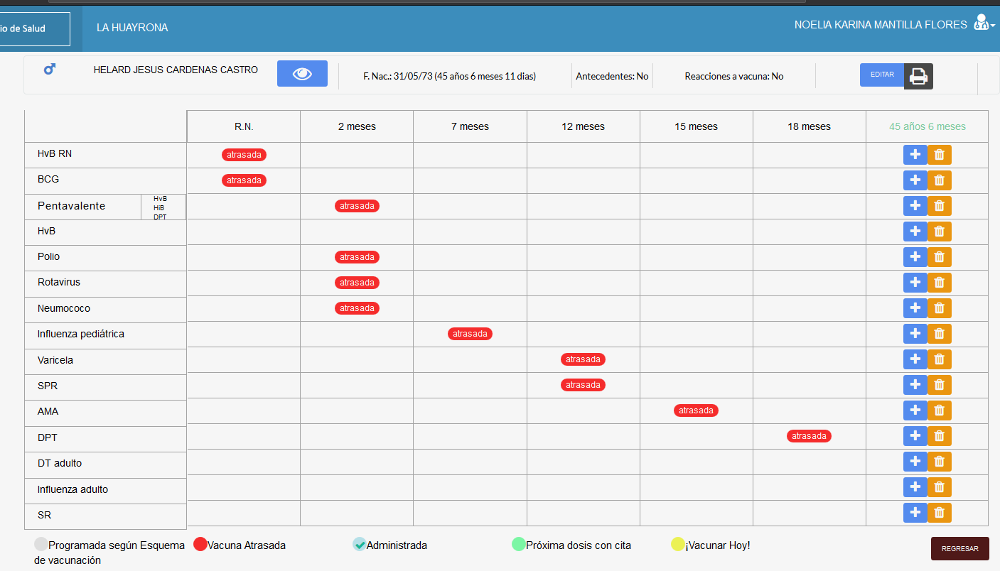 io de Salud
LA HUAYRONA
NOELIA KARINA MANTILLA FLORES
HELARD JESUS CARDENAS CASTRO
F. Nac.: 31/05/73 (45 años 6 meses 11 dias)
Antecedentes: No
Reacciones a vacuna: No
EDITAR
R.N.
2 meses
7 meses
12 meses
15 meses
18 meses
45 años 6 meses
HvB RN
atrasada
BCG
atrasada
Pentavalente
HvB
HiB
DPT
atrasada
HvB
Polio
atrasada
Rotavirus
atrasada
Neumococo
atrasada
Influenza pediátrica
atrasada
Varicela
atrasada
SPR
atrasada
AMA
atrasada
DPT
atrasada
DT adulto
Influenza adulto
SR
Programada según Esquema
de vacunación
Vacuna Atrasada
Administrada
Próxima dosis con cita
¡Vacunar Hoy!
REGRESAR